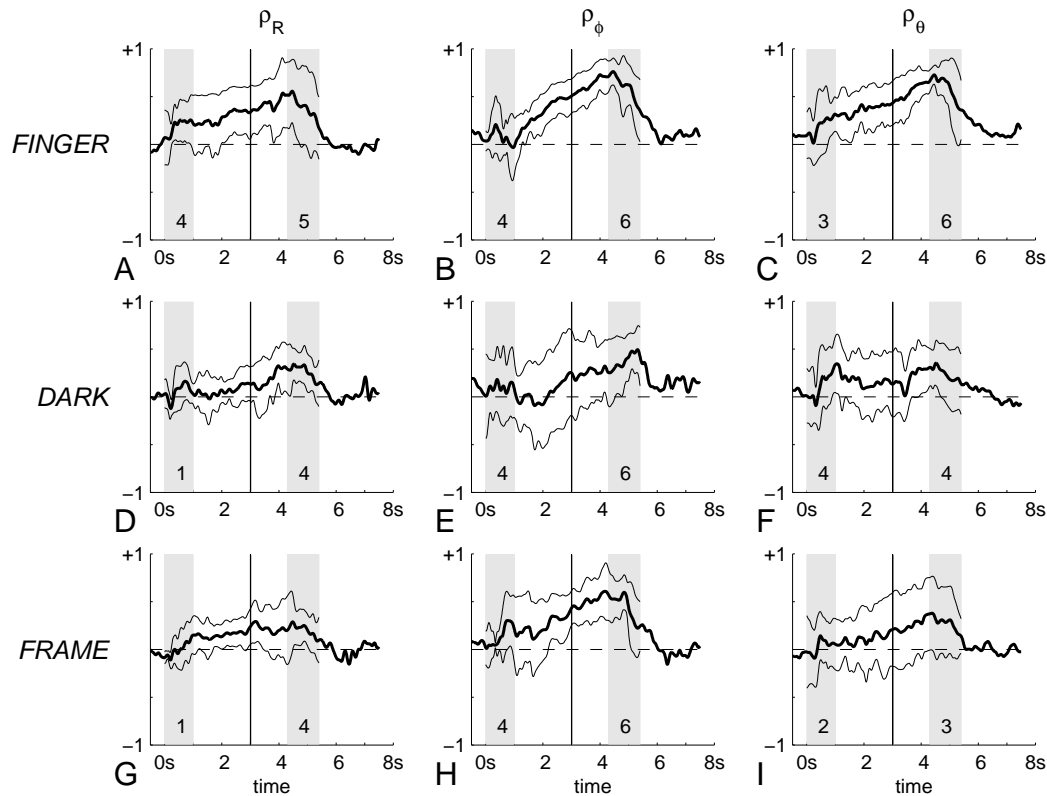 ρ_R ρ_ϕ ρ_θ
+1 +1 +1
FINGER
4 5 4 6 3 6
−1 −1 −1
0s 2 4 6 8s 0s 2 4 6 8s 0s 2 4 6 8s
A B C
+1 +1 +1
DARK
1 4 4 6 4 4
−1 −1 −1
0s 2 4 6 8s 0s 2 4 6 8s 0s 2 4 6 8s
D E F
+1 +1 +1
FRAME
1 4 4 6 2 3
−1 −1 −1
0s 2 4 6 8s 0s 2 4 6 8s 0s 2 4 6 8s
G H I
time time time